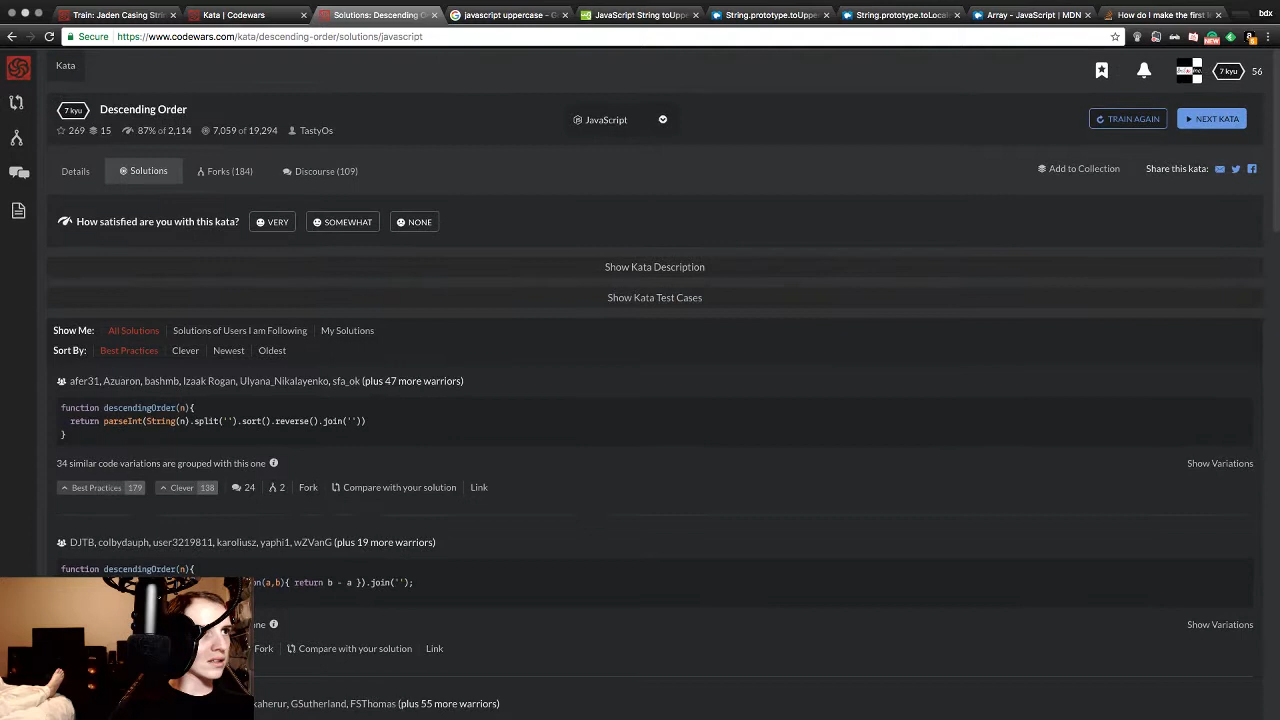 Train: Jaden Casing Strin
Kata | Codewars
Solutions: Descending O
javascript uppercase - G
JavaScript String toUppe
String.prototype.toUppe
String.prototype.toLocale
Array - JavaScript | MDN
How do I make the first l
bdx
Secure
https://www.codewars.com/kata/descending-order/solutions/javascript
Kata
7 kyu
56
7 kyu
Descending Order
269
15
87% of 2,114
7,059 of 19,294
TastyOs
JavaScript
TRAIN AGAIN
NEXT KATA
Details
Solutions
Forks (184)
Discourse (109)
Add to Collection
Share this kata:
How satisfied are you with this kata?
VERY
SOMEWHAT
NONE
Show Kata Description
Show Kata Test Cases
Show Me:
All Solutions
Solutions of Users I am Following
My Solutions
Sort By:
Best Practices
Clever
Newest
Oldest
afer31, Azuaron, bashmb, Izaak Rogan, Ulyana_Nikalayenko, sfa_ok (plus 47 more warriors)
function descendingOrder(n){
return parseInt(String(n).split('').sort().reverse().join(''))
}
34 similar code variations are grouped with this one
Show Variations
Best Practices 179
Clever 138
24
2
Fork
Compare with your solution
Link
DJTB, colbydauph, user3219811, karoliusz, yaphi1, wZVanG (plus 19 more warriors)
function descendingOrder(n){
on(a,b){ return b - a }).join('');
one
Show Variations
Fork
Compare with your solution
Link
kaherur, GSutherland, FSThomas (plus 55 more warriors)